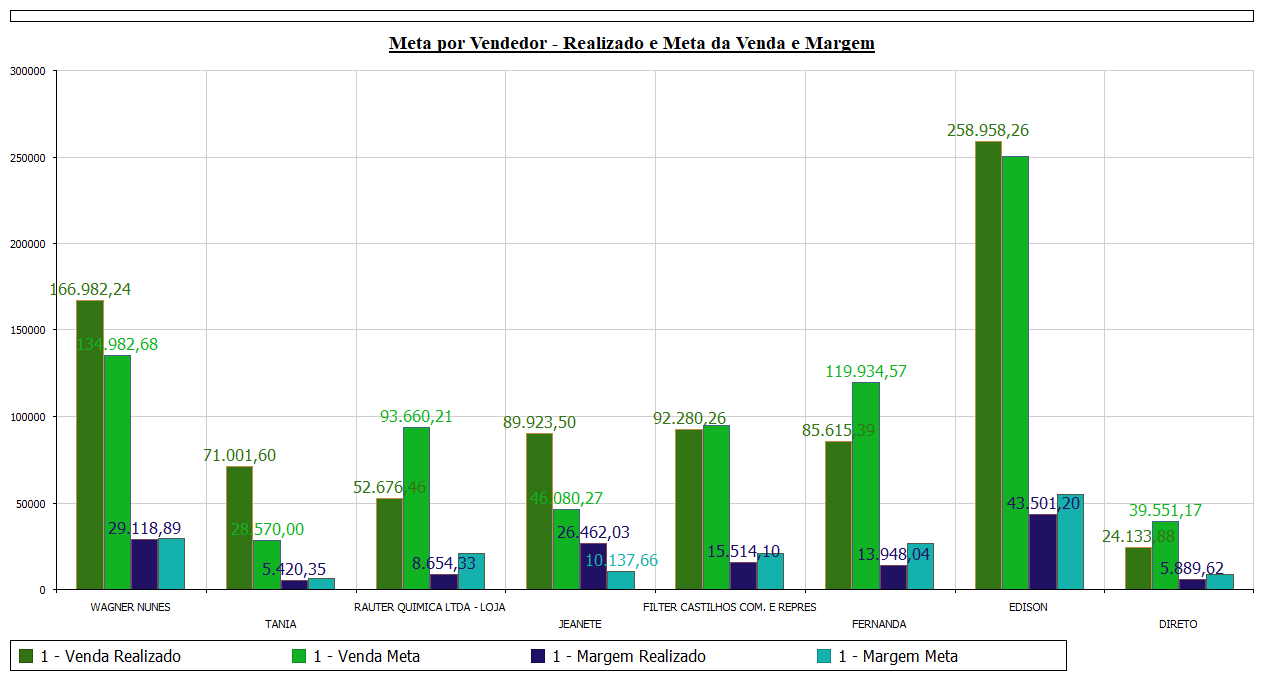 Meta por Vendedor - Realizado e Meta da Venda e Margem
300000
250000
200000
150000
100000
50000
0
166.982,24
134.982,68
29.118,89
71.001,60
28.570,00
5.420,35
52.676,46
93.660,21
8.654,33
89.923,50
46.080,27
26.462,03
10.137,66
92.280,26
15.514,10
85.615,39
119.934,57
13.948,04
258.958,26
43.501,20
24.133,88
39.551,17
5.889,62
WAGNER NUNES
TANIA
RAUTER QUIMICA LTDA - LOJA
JEANETE
FILTER CASTILHOS COM. E REPRES
FERNANDA
EDISON
DIRETO
1 - Venda Realizado
1 - Venda Meta
1 - Margem Realizado
1 - Margem Meta